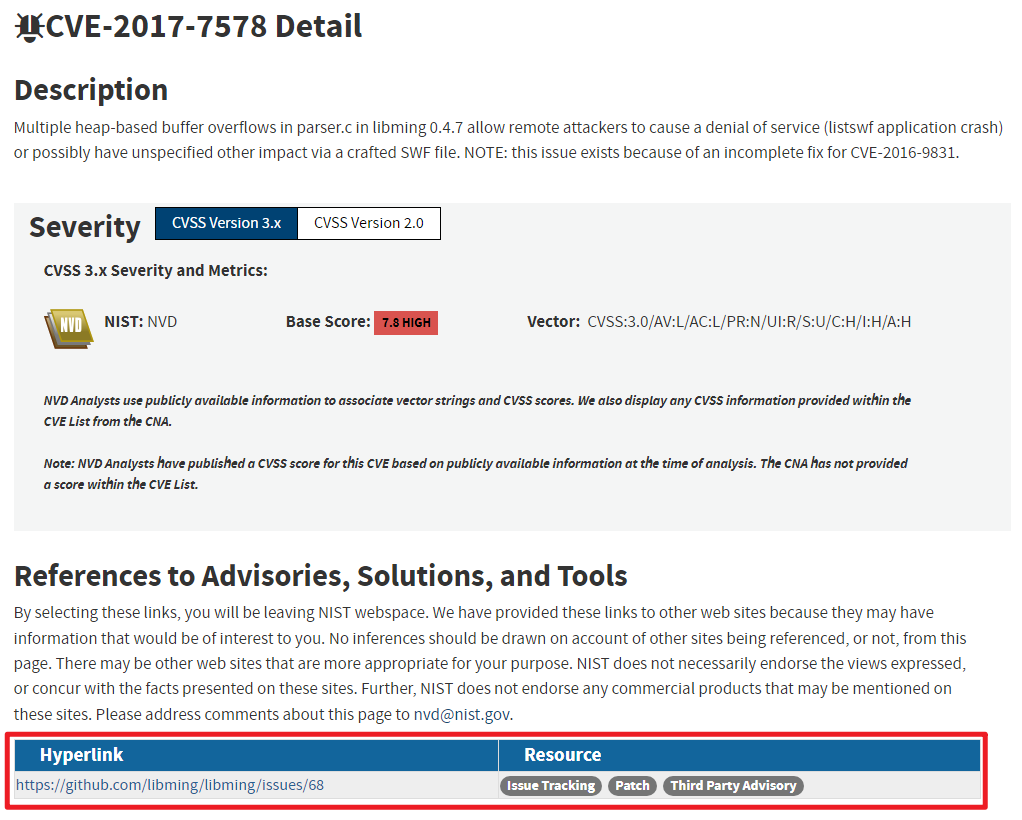 CVE-2017-7578 Detail
Description
Multiple heap-based buffer overflows in parser.c in libming 0.4.7 allow remote attackers to cause a denial of service (listswf application crash)
or possibly have unspecified other impact via a crafted SWF file. NOTE: this issue exists because of an incomplete fix for CVE-2016-9831.
Severity CVSS Version 3.x CVSS Version 2.0
CVSS 3.x Severity and Metrics:
NVD NIST: NVD Base Score: 7.8 HIGH Vector: CVSS:3.0/AV:L/AC:L/PR:N/UI:R/S:U/C:H/I:H/A:H
NVD Analysts use publicly available information to associate vector strings and CVSS scores. We also display any CVSS information provided within the
CVE List from the CNA.
Note: NVD Analysts have published a CVSS score for this CVE based on publicly available information at the time of analysis. The CNA has not provided
a score within the CVE List.
References to Advisories, Solutions, and Tools
By selecting these links, you will be leaving NIST webspace. We have provided these links to other web sites because they may have
information that would be of interest to you. No inferences should be drawn on account of other sites being referenced, or not, from this
page. There may be other web sites that are more appropriate for your purpose. NIST does not necessarily endorse the views expressed,
or concur with the facts presented on these sites. Further, NIST does not endorse any commercial products that may be mentioned on
these sites. Please address comments about this page to nvd@nist.gov.
Hyperlink Resource
https://github.com/libming/libming/issues/68 Issue Tracking Patch Third Party Advisory